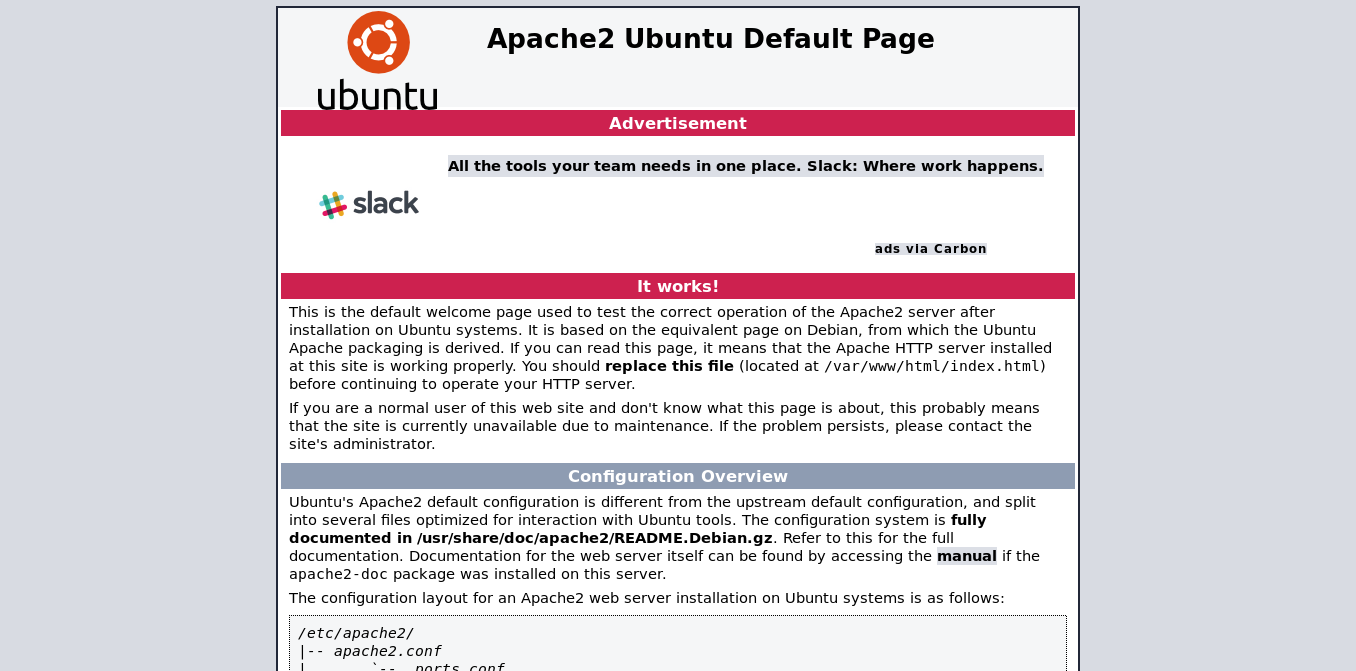 ubuntu
Apache2 Ubuntu Default Page
Advertisement
All the tools your team needs in one place. Slack: Where work happens.
slack
ads via Carbon
It works!
This is the default welcome page used to test the correct operation of the Apache2 server after
installation on Ubuntu systems. It is based on the equivalent page on Debian, from which the Ubuntu
Apache packaging is derived. If you can read this page, it means that the Apache HTTP server installed
at this site is working properly. You should replace this file (located at /var/www/html/index.html)
before continuing to operate your HTTP server.
If you are a normal user of this web site and don't know what this page is about, this probably means
that the site is currently unavailable due to maintenance. If the problem persists, please contact the
site's administrator.
Configuration Overview
Ubuntu's Apache2 default configuration is different from the upstream default configuration, and split
into several files optimized for interaction with Ubuntu tools. The configuration system is fully
documented in /usr/share/doc/apache2/README.Debian.gz. Refer to this for the full
documentation. Documentation for the web server itself can be found by accessing the manual if the
apache2-doc package was installed on this server.
The configuration layout for an Apache2 web server installation on Ubuntu systems is as follows:
/etc/apache2/
|-- apache2.conf
|       `--  ports.conf